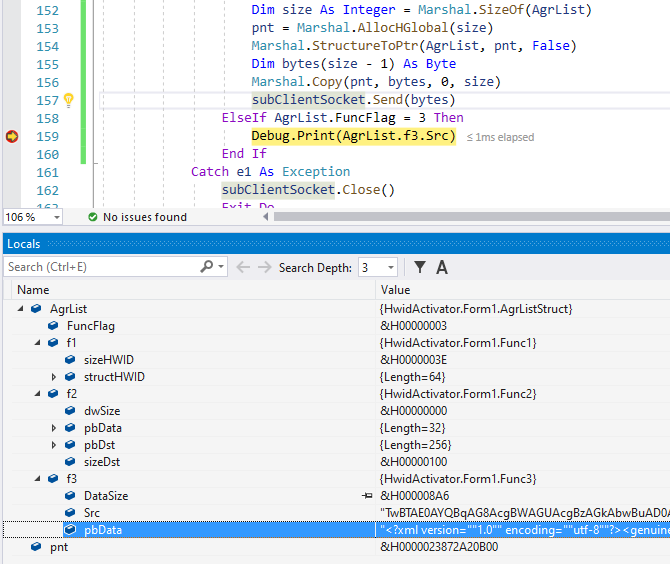 152 Dim size As Integer = Marshal.SizeOf(AgrList)
153 pnt = Marshal.AllocHGlobal(size)
154 Marshal.StructureToPtr(AgrList, pnt, False)
155 Dim bytes(size - 1) As Byte
156 Marshal.Copy(pnt, bytes, 0, size)
157 subClientSocket.Send(bytes)
158 ElseIf AgrList.FuncFlag = 3 Then
159 Debug.Print(AgrList.f3.Src) ≤ 1ms elapsed
160 End If
161 Catch e1 As Exception
162 subClientSocket.Close()
163 Exit Do
106 % No issues found
Locals
Search (Ctrl+E) Search Depth: 3 A
Name Value
AgrList {HwidActivator.Form1.AgrListStruct}
FuncFlag &H00000003
f1 {HwidActivator.Form1.Func1}
sizeHWID &H0000003E
structHWID {Length=64}
f2 {HwidActivator.Form1.Func2}
dwSize &H00000000
pbData {Length=32}
pbDst {Length=256}
sizeDst &H00000100
f3 {HwidActivator.Form1.Func3}
DataSize &H000008A6
Src "TwBTAE0AYQBqAG8AcgBWAGUAcgBzAGkAbwBuAD0A
pbData "<?xml version=""1.0"" encoding=""utf-8""?><genuine
pnt &H0000023872A20B00